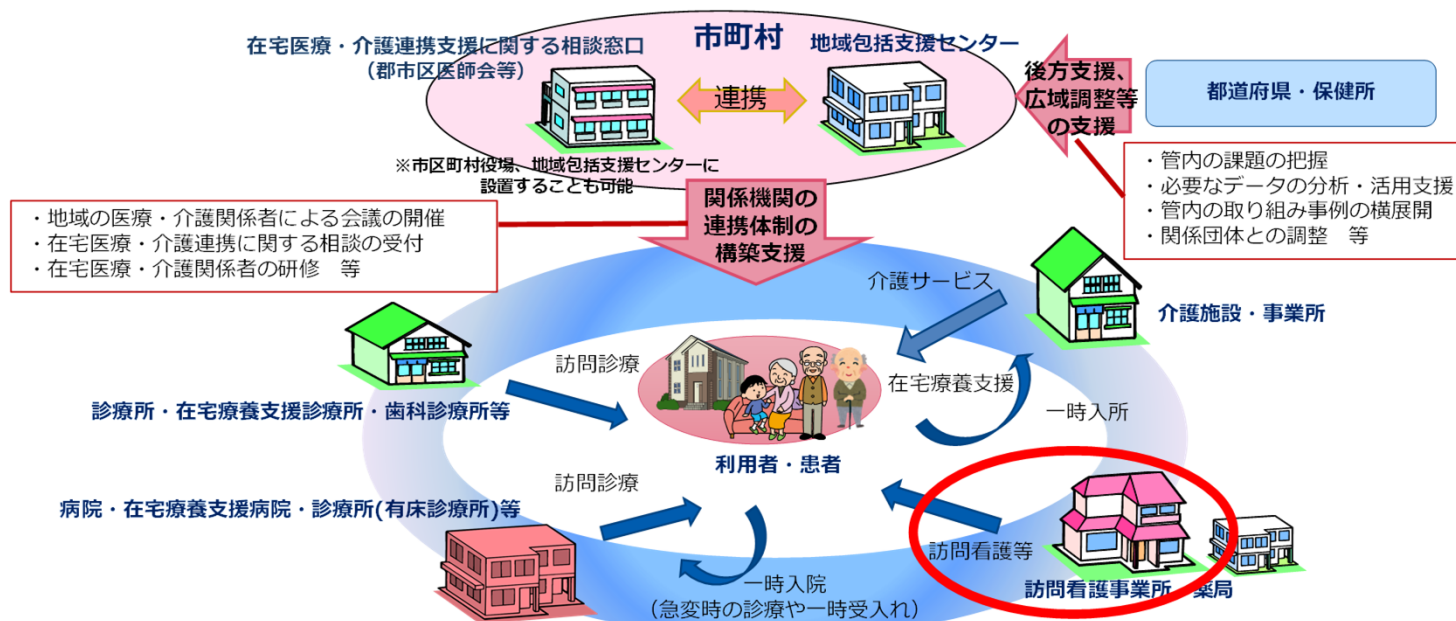 市町村
在宅医療・介護連携支援に関する相談窓口
（郡市区医師会等）
地域包括支援センター
連携
※市区町村役場、地域包括支援センターに
設置することも可能
後方支援、
広域調整等
の支援
都道府県・保健所
・管内の課題の把握
・必要なデータの分析・活用支援
・管内の取り組み事例の横展開
・関係団体との調整　等
関係機関の
連携体制の
構築支援
・地域の医療・介護関係者による会議の開催
・在宅医療・介護連携に関する相談の受付
・在宅医療・介護関係者の研修　等
介護サービス
介護施設・事業所
訪問診療
在宅療養支援
一時入所
診療所・在宅療養支援診療所・歯科診療所等
利用者・患者
訪問診療
病院・在宅療養支援病院・診療所(有床診療所)等
訪問看護等
一時入院
（急変時の診療や一時受入れ）
訪問看護事業所　薬局